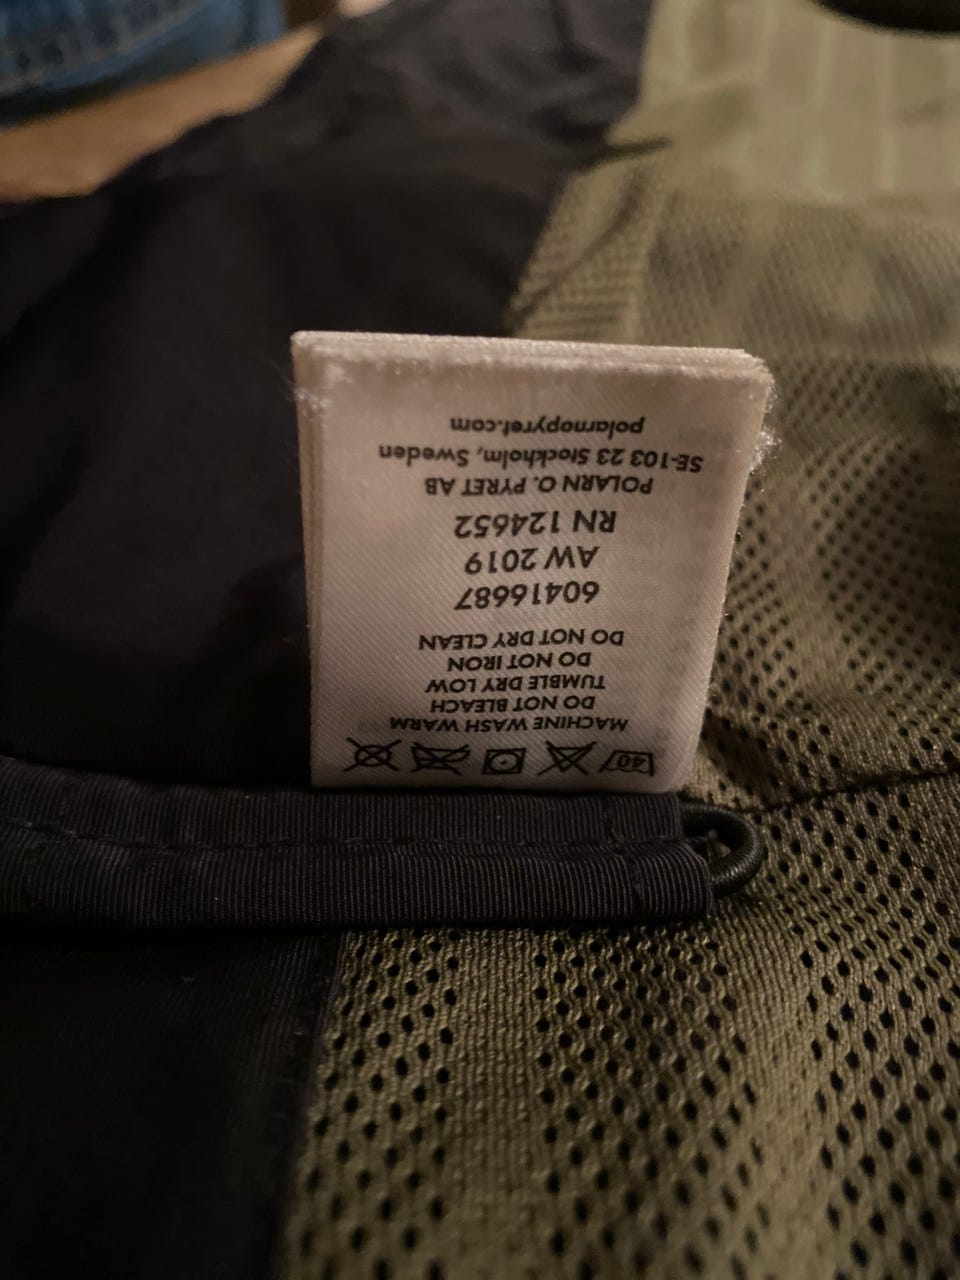 40
MACHINE WASH WARM
DO NOT BLEACH
TUMBLE DRY LOW
DO NOT IRON
DO NOT DRY CLEAN
60416687
AW 2019
RN 124652
POLARN O. PYRET AB
SE-103 23 Stockholm, Sweden
polarnopyret.com